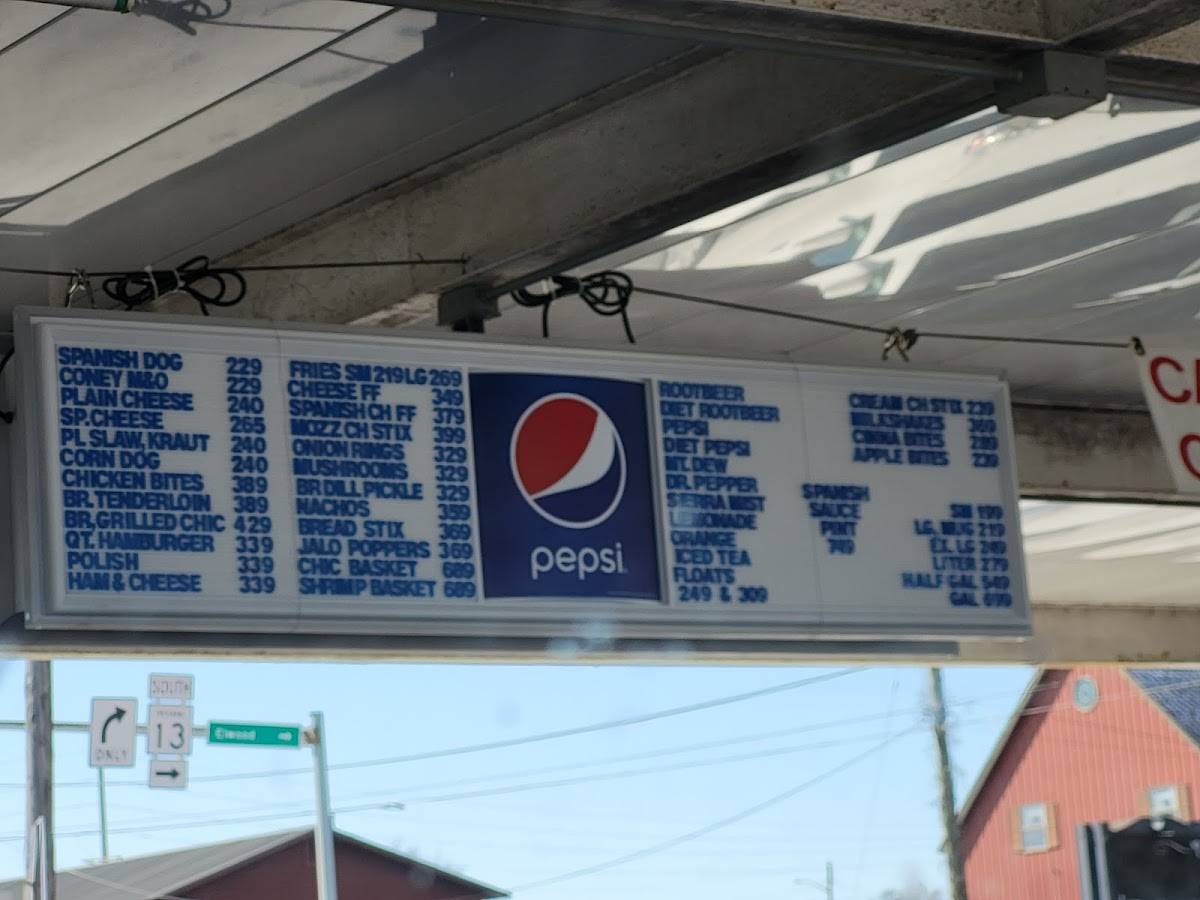 SPANISH DOG 229
CONEY M&O 229
PLAIN CHEESE 240
SP.CHEESE 265
PL SLAW, KRAUT 240
CORN DOG 240
CHICKEN BITES 389
BR. TENDERLOIN 389
BR.GRILLED CHIC 429
QT. HAMBURGER 339
POLISH 339
HAM & CHEESE 339
FRIES SM 219 LG 269
CHEESE FF 349
SPANISH CH FF 379
MOZZ CH STIX 399
ONION RINGS 329
MUSHROOMS 329
BR DILL PICKLE 329
NACHOS 359
BREAD STIX 369
JALO POPPERS 369
CHIC BASKET 689
SHRIMP BASKET 689
pepsi
ROOTBEER
DIET ROOTBEER
PEPSI
DIET PEPSI
MT. DEW
DR. PEPPER
SIERRA MIST
LEMONADE
ORANGE
ICED TEA
FLOATS
249 & 309
SPANISH
SAUCE
PINT
749
CREAM CH STIX 239
MILKSHAKES
CINNA BITES
APPLE BITES
SM
LG. MUG 219
EX. LG 249
LITER 279
HALF GAL
GAL
SOUTH
13
ONLY
Elwood